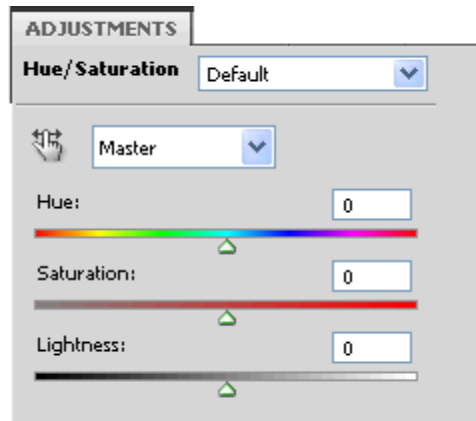 ADJUSTMENTS
Hue/Saturation Default
Master
Hue: 0
Saturation: 0
Lightness: 0